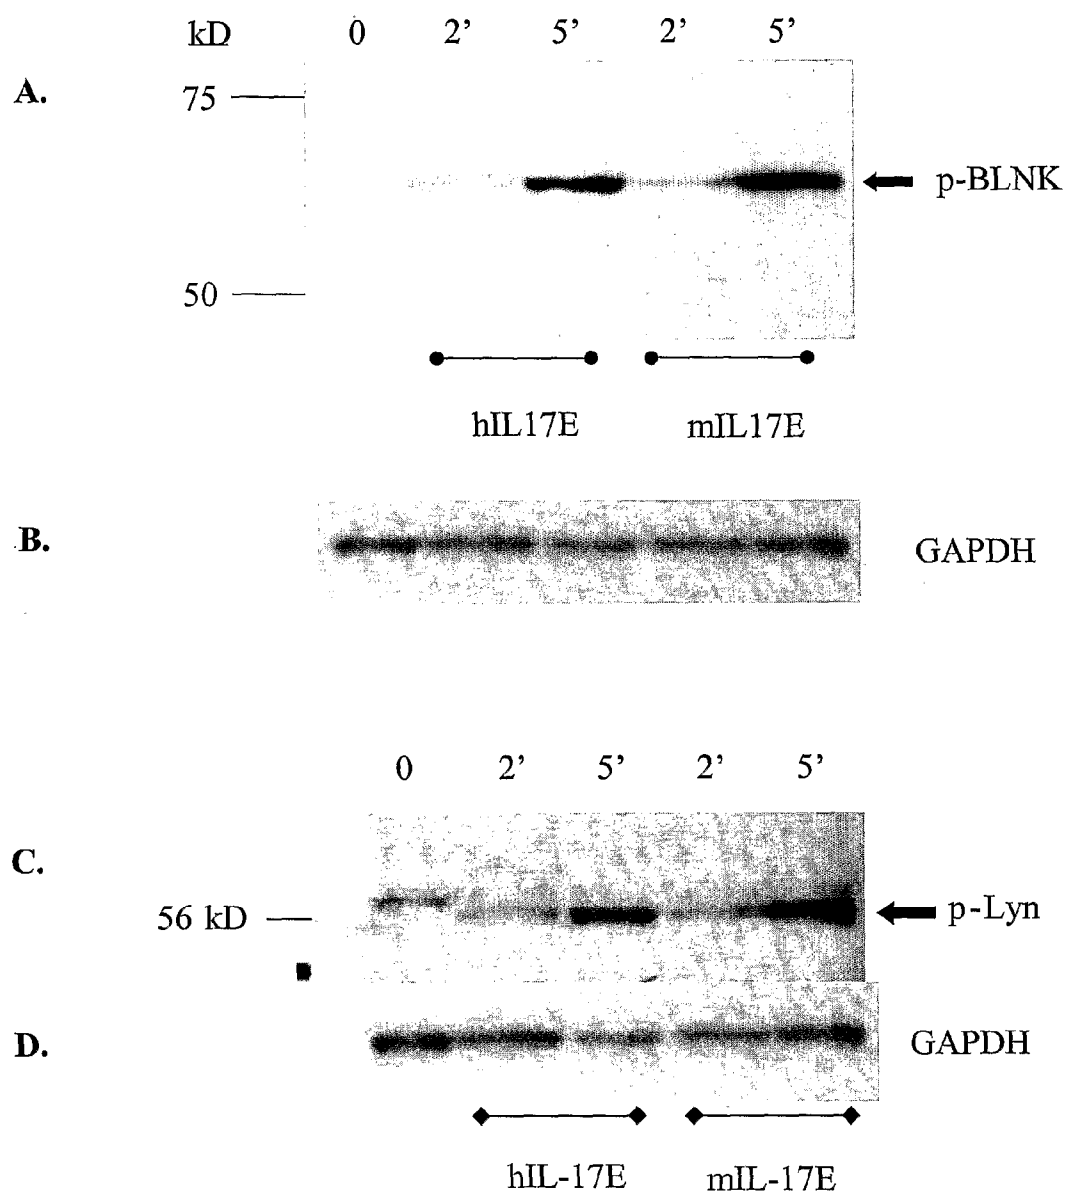 kD 0 2’ 5’ 2’ 5’
A.
75
p-BLNK
50
hIL17E mIL17E
B.
GAPDH
0 2’ 5’ 2’ 5’
C.
56 kD
p-Lyn
D.
GAPDH
hIL-17E mIL-17E